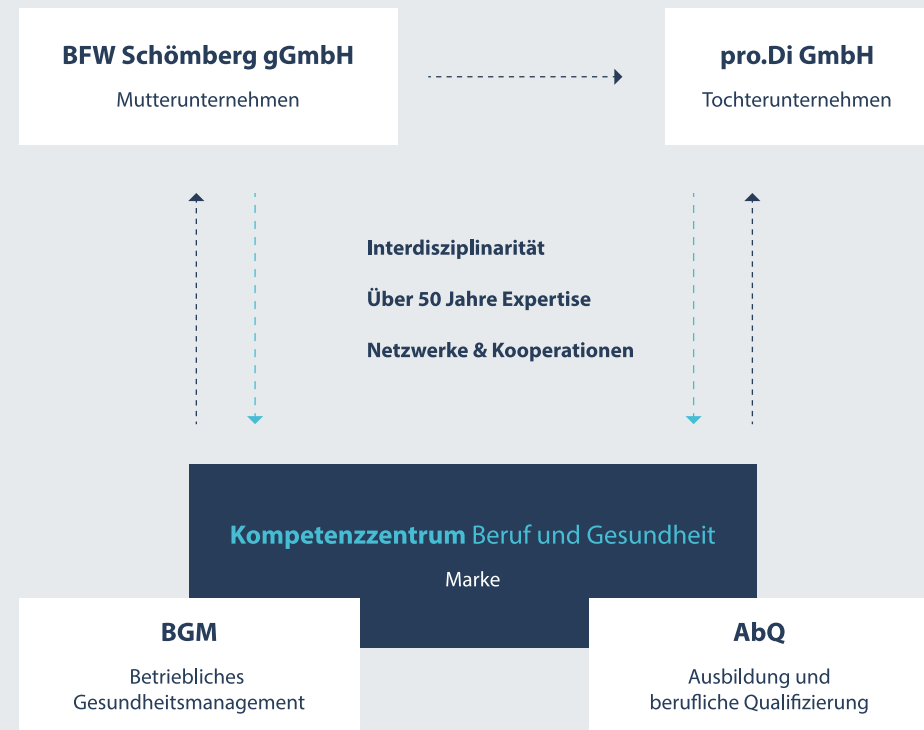 BFW Schömberg gGmbH
Mutterunternehmen
pro.Di GmbH
Tochterunternehmen
Interdisziplinarität
Über 50 Jahre Expertise
Netzwerke & Kooperationen
Kompetenzzentrum Beruf und Gesundheit
Marke
BGM
Betriebliches
Gesundheitsmanagement
AbQ
Ausbildung und
berufliche Qualifizierung